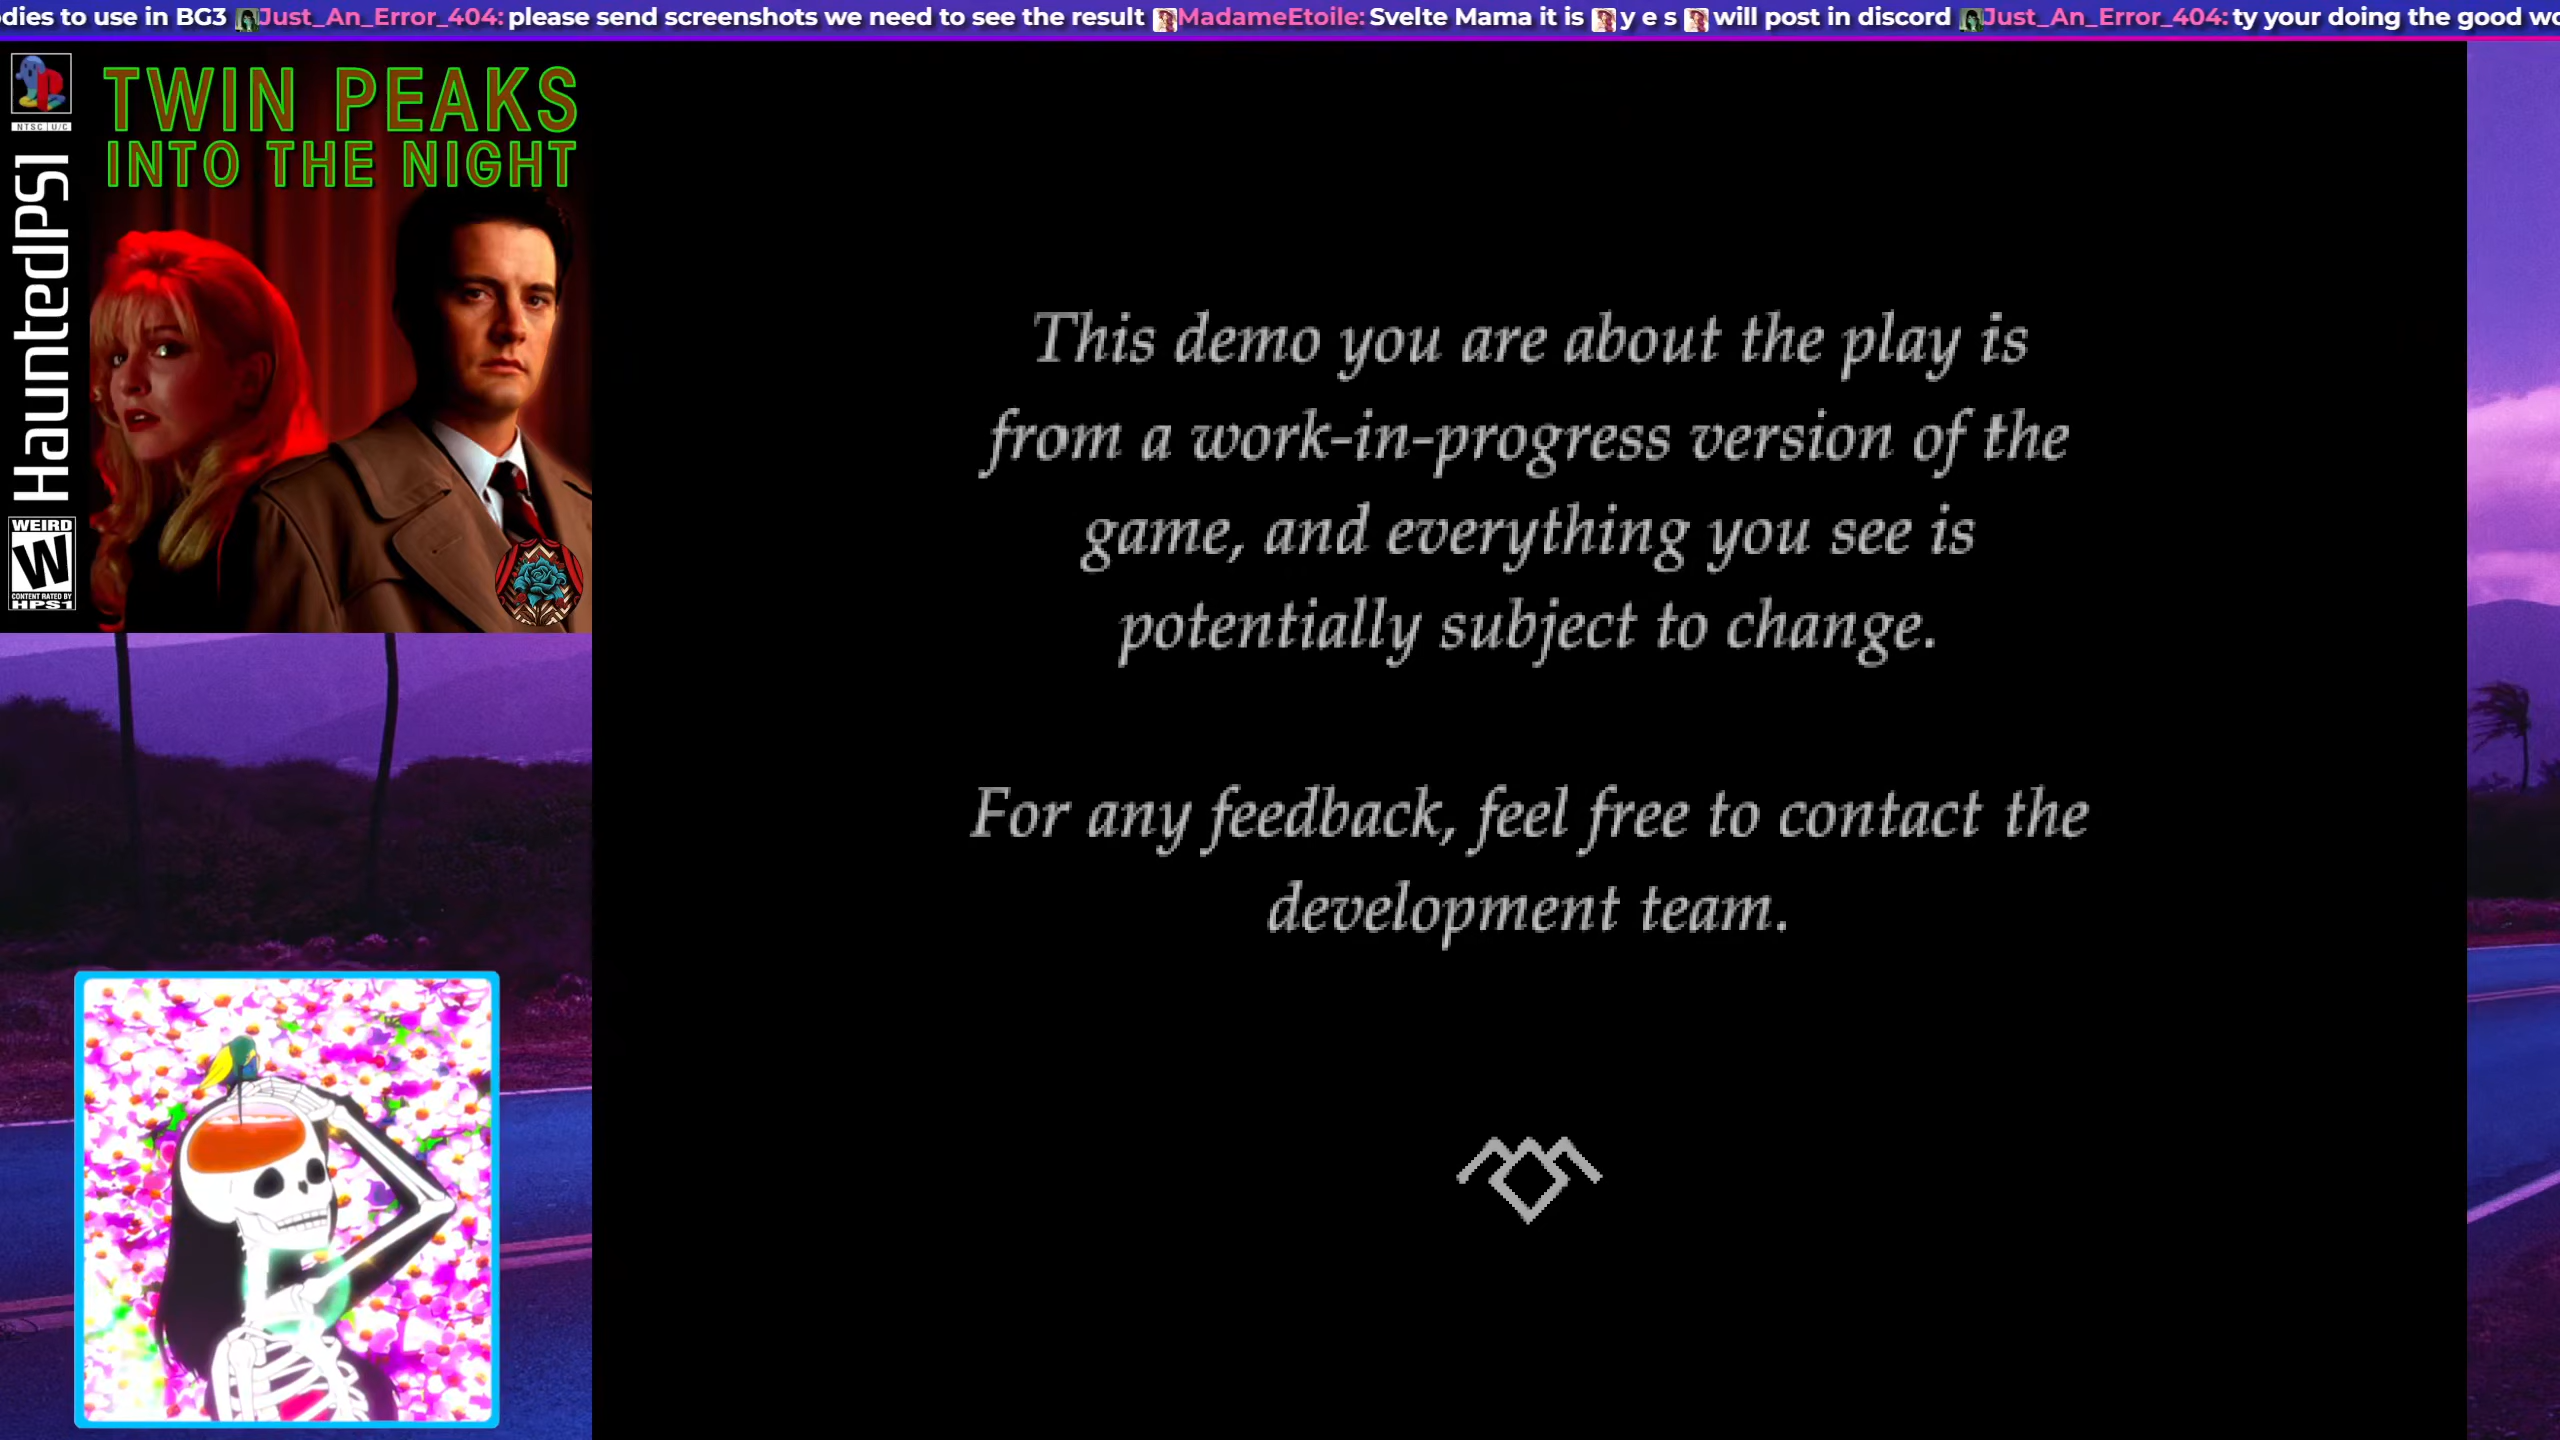 dies to use in BG3 Just_An_Error_404: please send screenshots we need to see the result MadameEtoile: Svelte Mama it is y e s will post in discord Just_An_Error_404: ty your doing the good wo
NTSC U/C
HauntedPS1
WEIRD
W
CONTENT RATED BY
HPS1
TWIN PEAKS
INTO THE NIGHT
This demo you are about the play is
from a work-in-progress version of the
game, and everything you see is
potentially subject to change.
For any feedback, feel free to contact the
development team.